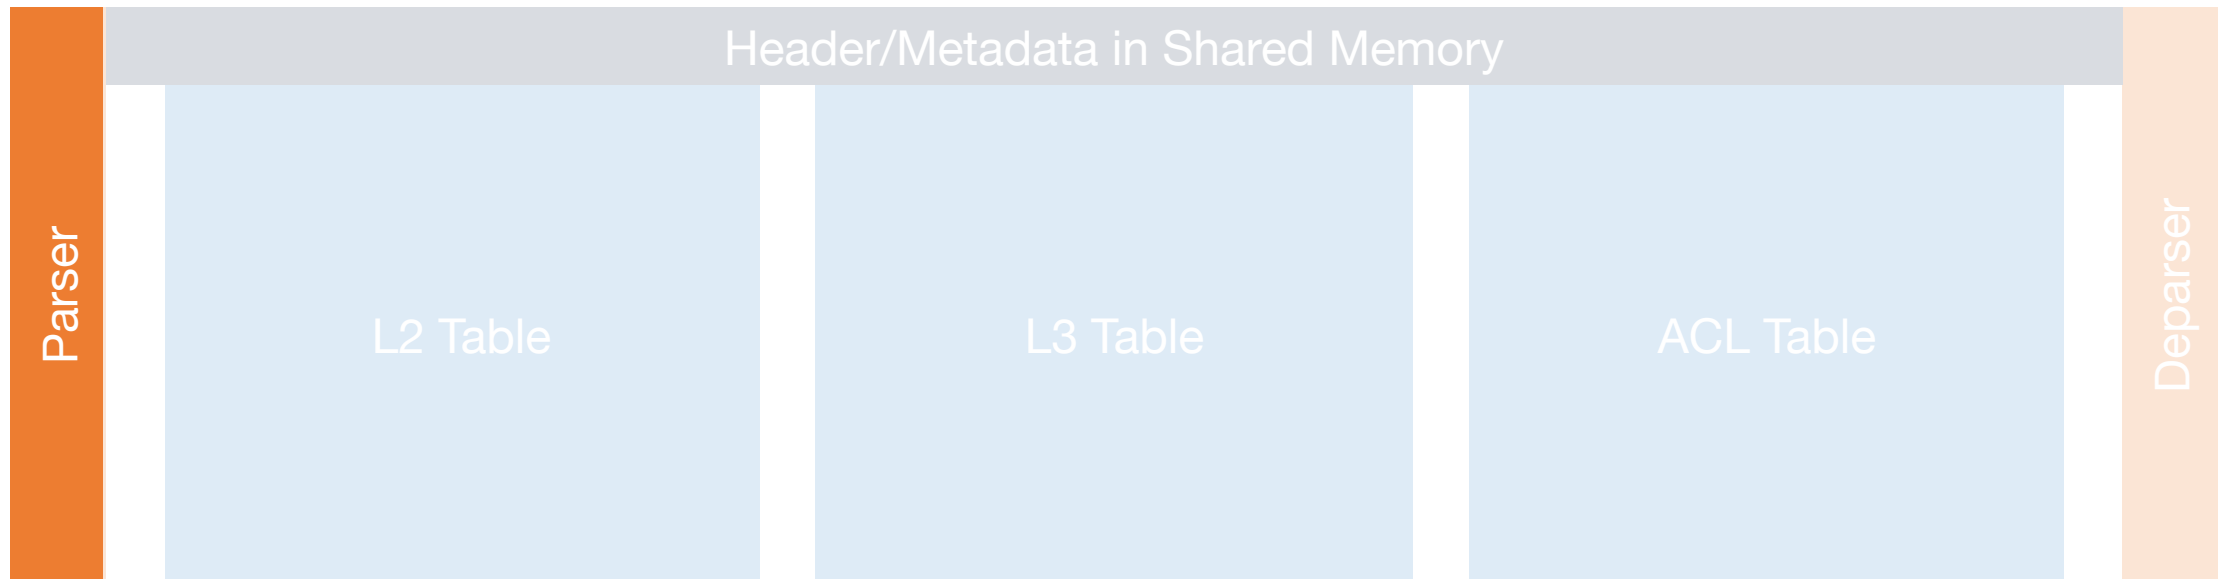 Header/Metadata in Shared Memory
Parser
L2 Table
L3 Table
ACL Table
Deparser